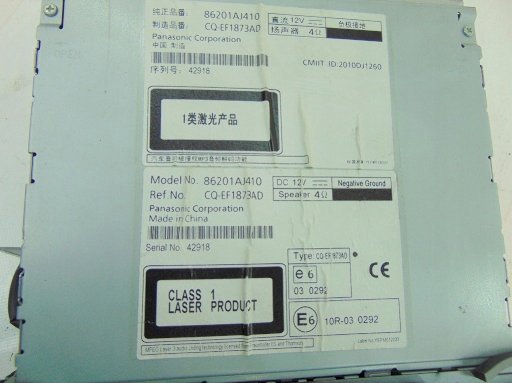 纯正品番: 86201AJ410
直流 12V
负极接地
制造品番: CQ-EF1873AD
扬声器 4Ω
Panasonic Corporation
中国 制造
CMIIT ID:2010DJ1260
序列号: 42918
1类激光产品
Model No. 86201AJ410
DC 12V
Negative Ground
Ref No. CQ-EF1873AD
Speaker 4Ω
Panasonic Corporation
Made in China
Serial No. 42918
Type: CQ-EF1873AD
e6
03 0292
CE
CLASS 1
LASER PRODUCT
E6
10R-03 0292